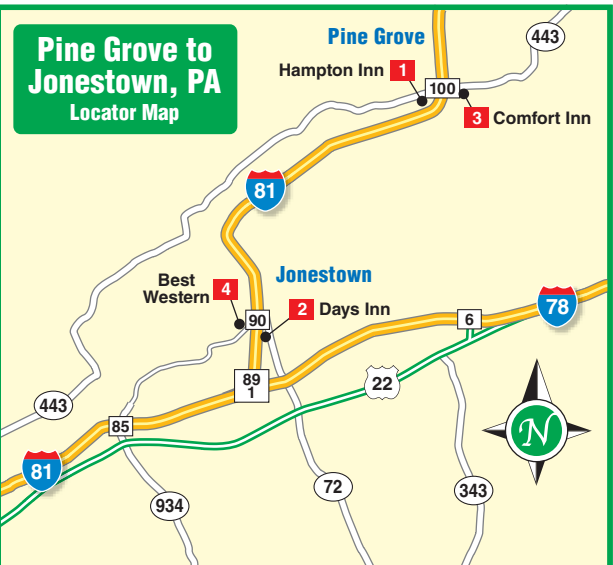 Pine Grove to
Jonestown, PA
Locator Map
Pine Grove
443
Hampton Inn 1
100
3 Comfort Inn
81
Best
Western 4
Jonestown
90
2 Days Inn
78
6
89
1
22
443
85
N
81
72
343
934